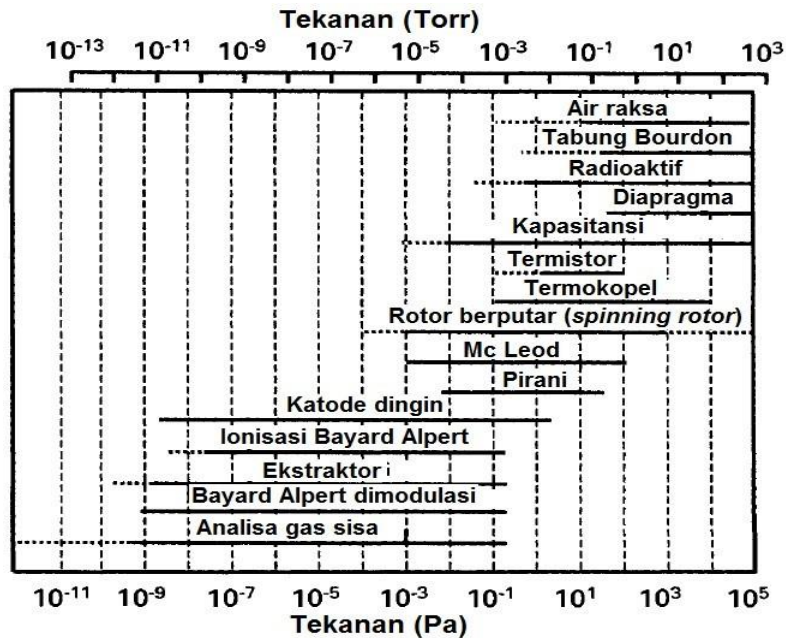 Tekanan (Torr)
10⁻¹³ 10⁻¹¹ 10⁻⁹ 10⁻⁷ 10⁻⁵ 10⁻³ 10⁻¹ 10¹ 10³
Air raksa
Tabung Bourdon
Radioaktif
Diapragma
Kapasitansi
Termistor
Termokopel
Rotor berputar (spinning rotor)
Mc Leod
Pirani
Katode dingin
Ionisasi Bayard Alpert
Ekstraktor
Bayard Alpert dimodulasi
Analisa gas sisa
10⁻¹¹ 10⁻⁹ 10⁻⁷ 10⁻⁵ 10⁻³ 10⁻¹ 10¹ 10³ 10⁵
Tekanan (Pa)